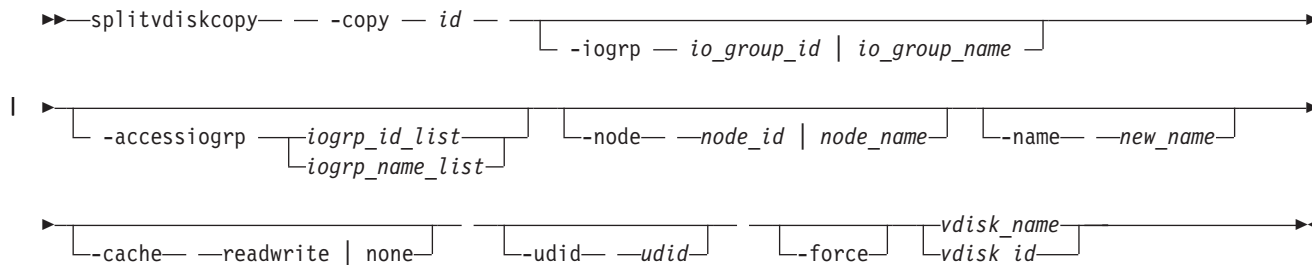 splitvdiskcopy -copy id
-iogrp io_group_id | io_group_name
|
-accessiogrp iogrp_id_list -node node_id | node_name -name new_name
iogrp_name_list
vdisk_name
-cache readwrite | none -udid udid -force vdisk_id